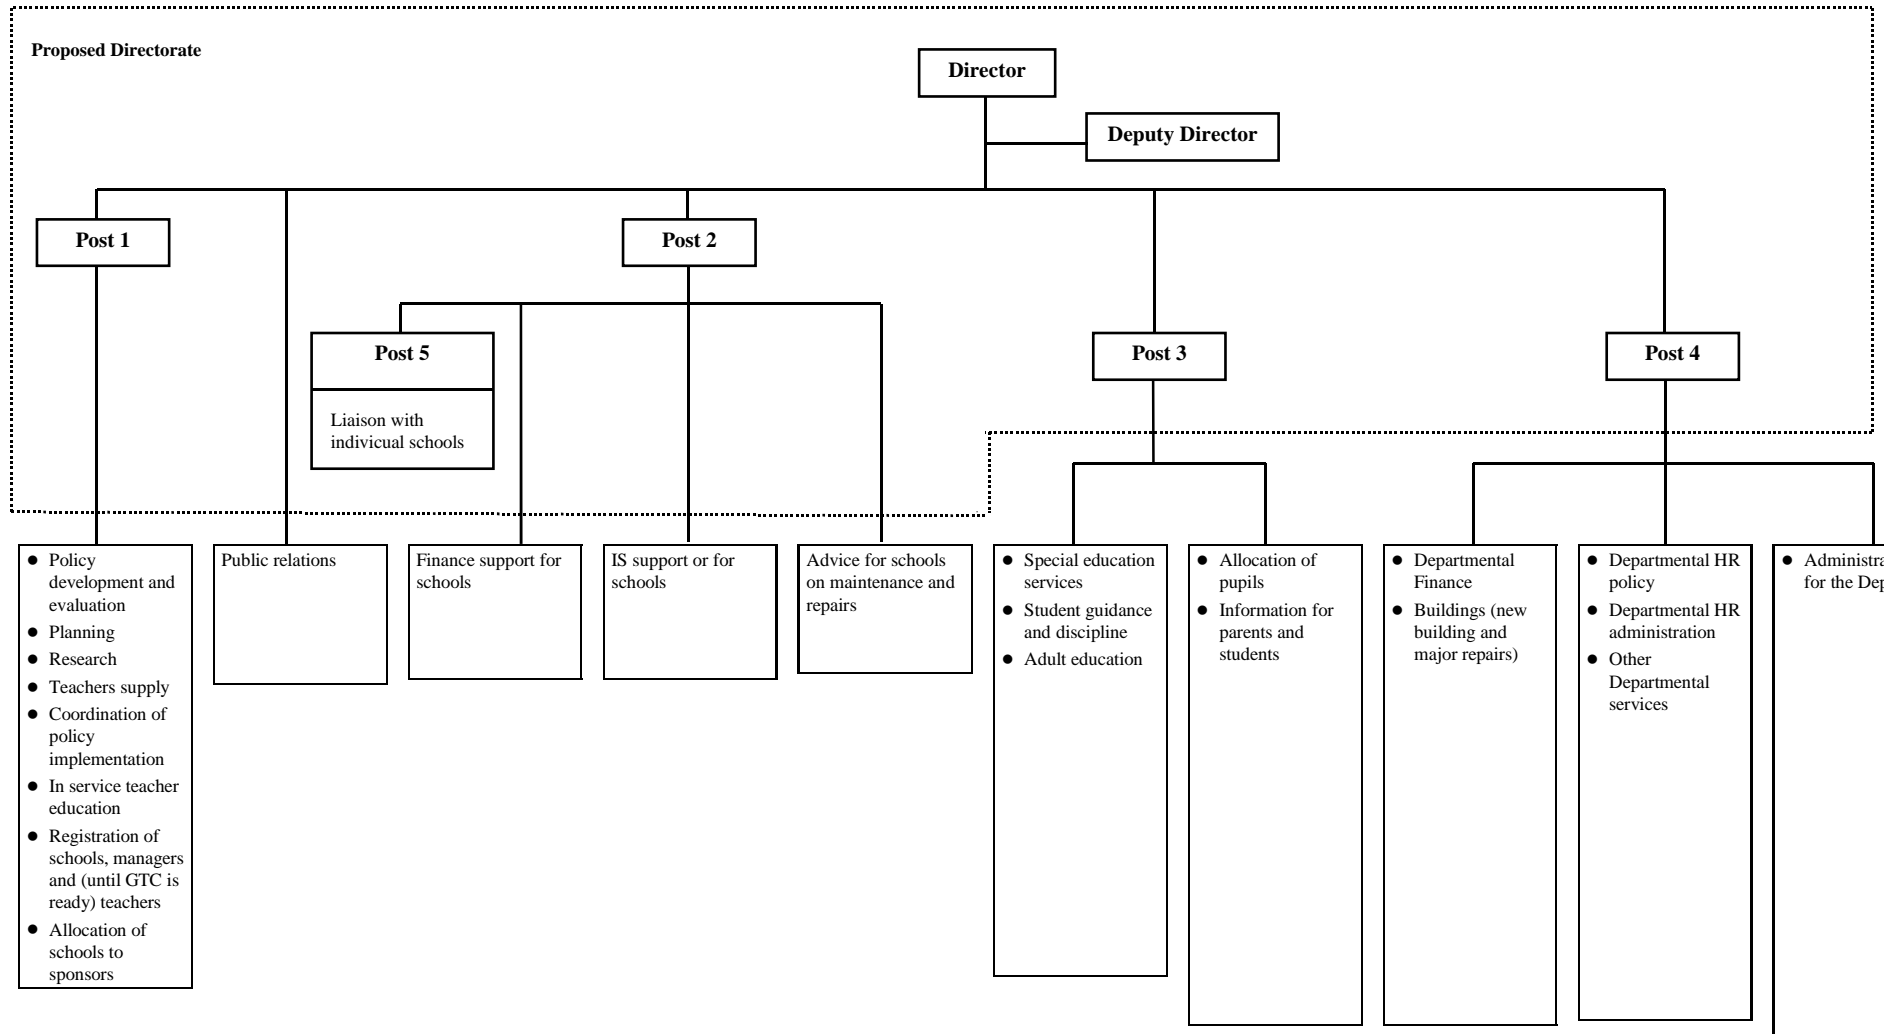 Proposed Directorate
Director
Deputy Director
Post 1
Post 2
Post 5
Liaison with
indivicual schools
Post 3
Post 4
● Policy
development and
evaluation
● Planning
● Research
● Teachers supply
● Coordination of
policy
implementation
● In service teacher
education
● Registration of
schools, managers
and (until GTC is
ready) teachers
● Allocation of
schools to
sponsors
Public relations
Finance support for
schools
IS support or for
schools
Advice for schools
on maintenance and
repairs
● Special education
services
● Student guidance
and discipline
● Adult education
● Allocation of
pupils
● Information for
parents and
students
● Departmental
Finance
● Buildings (new
building and
major repairs)
● Departmental HR
policy
● Departmental HR
administration
● Other
Departmental
services
● Administra
for the Dep